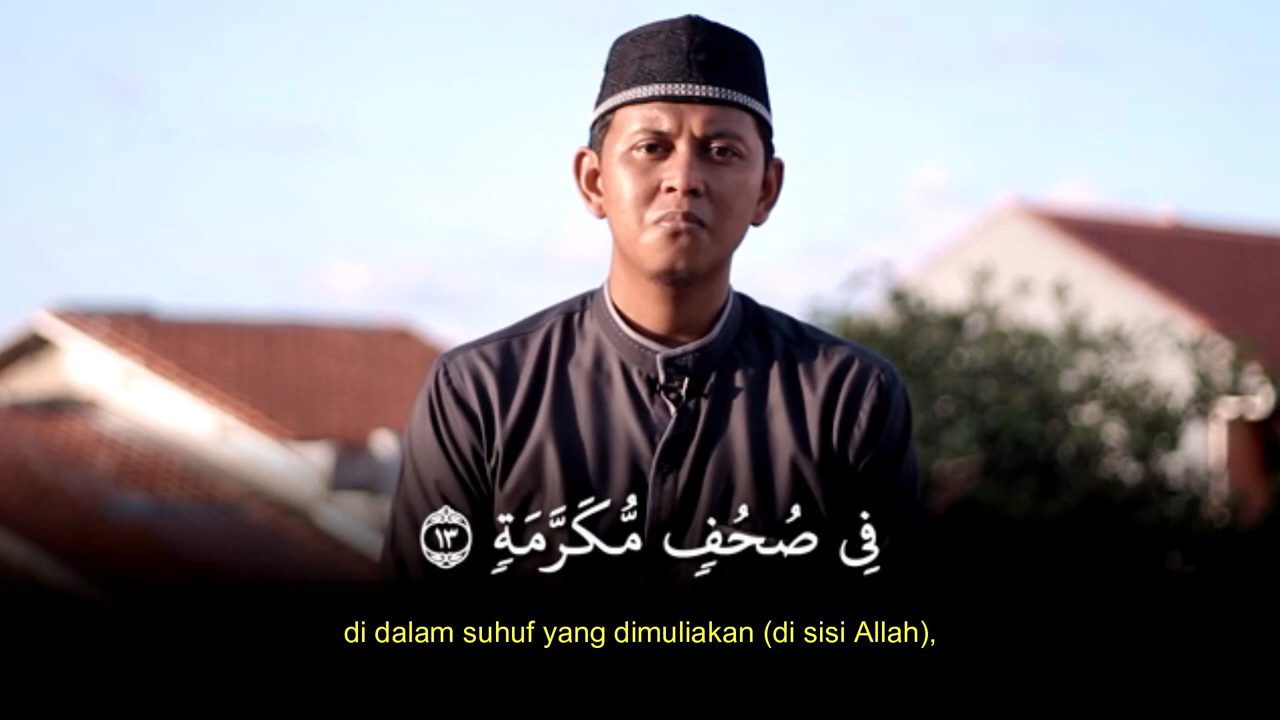 فِي صُحُفٍ مُّكَرَّمَةٍ ١٣
di dalam suhuf yang dimuliakan (di sisi Allah),